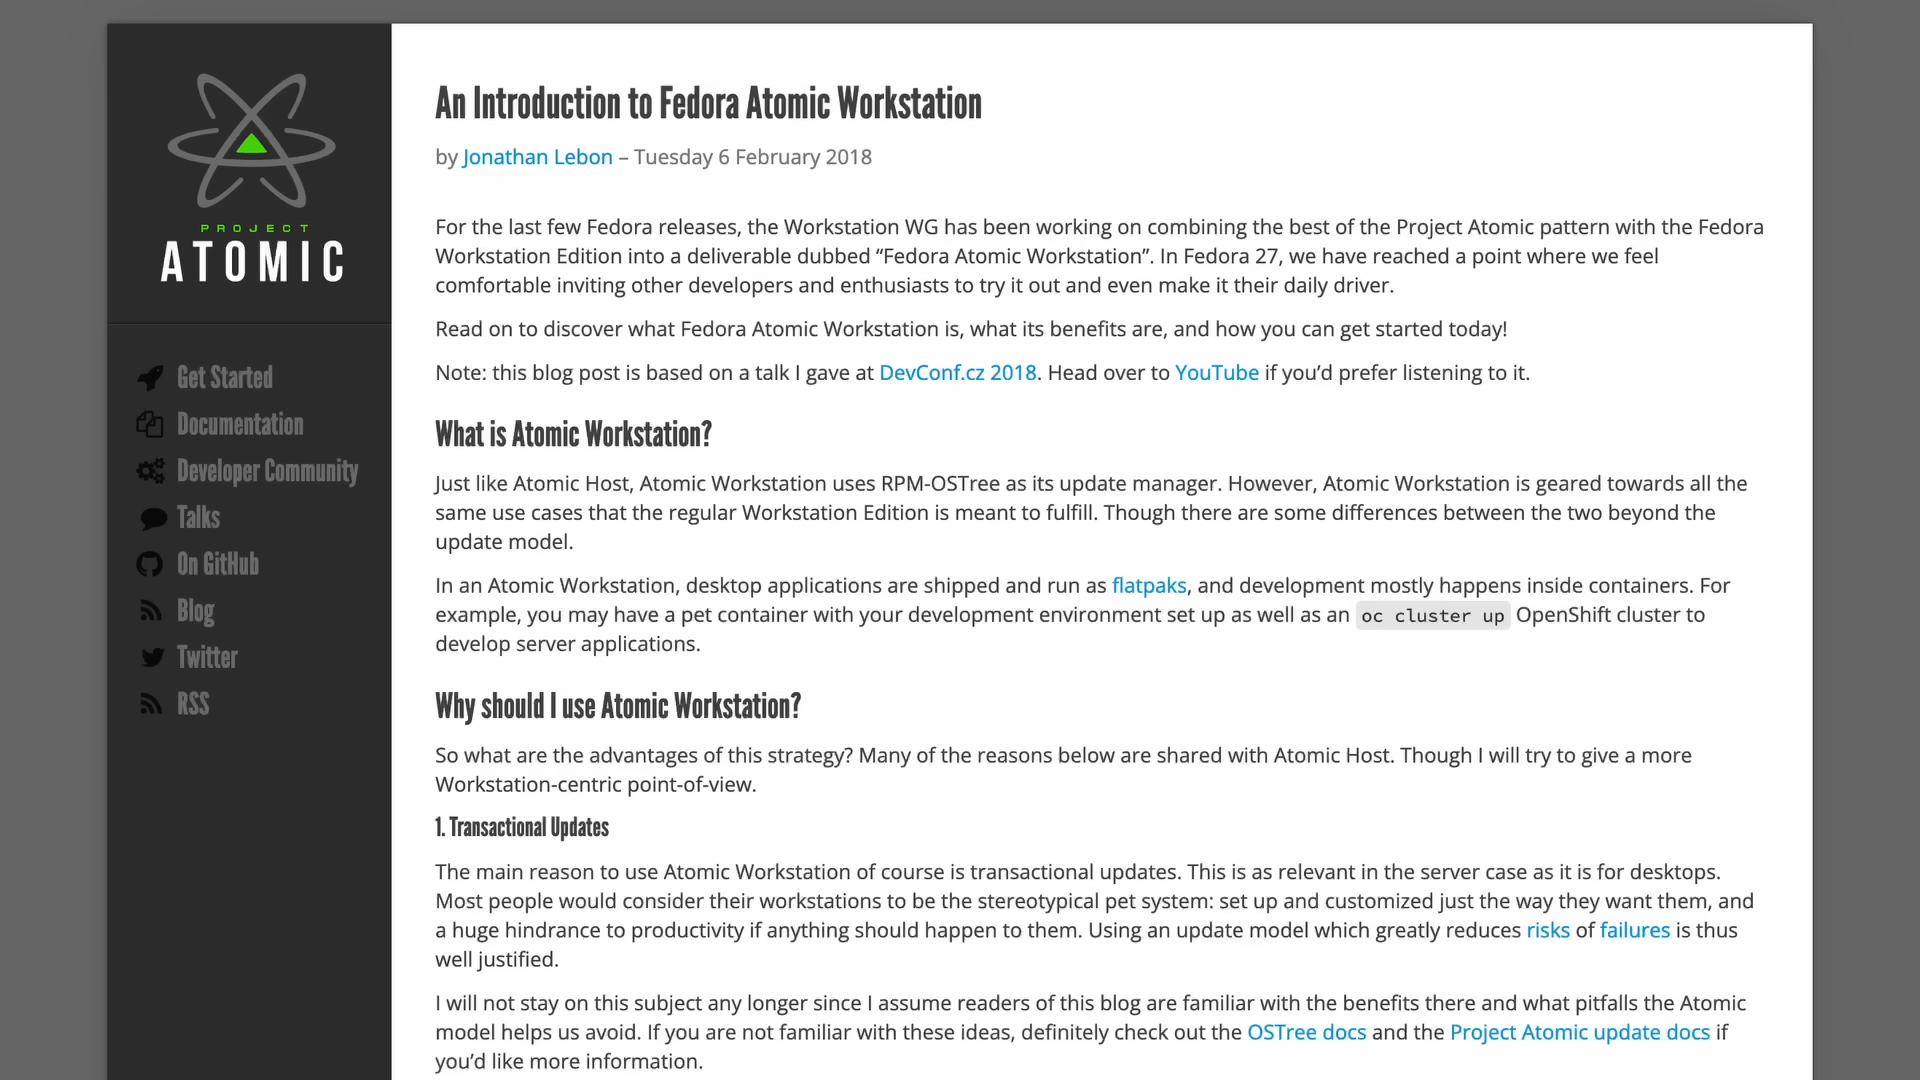 PROJECT
ATOMIC
Get Started
Documentation
Developer Community
Talks
On GitHub
Blog
Twitter
RSS
An Introduction to Fedora Atomic Workstation
by Jonathan Lebon – Tuesday 6 February 2018
For the last few Fedora releases, the Workstation WG has been working on combining the best of the Project Atomic pattern with the Fedora
Workstation Edition into a deliverable dubbed “Fedora Atomic Workstation”. In Fedora 27, we have reached a point where we feel
comfortable inviting other developers and enthusiasts to try it out and even make it their daily driver.
Read on to discover what Fedora Atomic Workstation is, what its benefits are, and how you can get started today!
Note: this blog post is based on a talk I gave at DevConf.cz 2018. Head over to YouTube if you’d prefer listening to it.
What is Atomic Workstation?
Just like Atomic Host, Atomic Workstation uses RPM-OSTree as its update manager. However, Atomic Workstation is geared towards all the
same use cases that the regular Workstation Edition is meant to fulfill. Though there are some differences between the two beyond the
update model.
In an Atomic Workstation, desktop applications are shipped and run as flatpaks, and development mostly happens inside containers. For
example, you may have a pet container with your development environment set up as well as an oc cluster up OpenShift cluster to
develop server applications.
Why should I use Atomic Workstation?
So what are the advantages of this strategy? Many of the reasons below are shared with Atomic Host. Though I will try to give a more
Workstation-centric point-of-view.
1. Transactional Updates
The main reason to use Atomic Workstation of course is transactional updates. This is as relevant in the server case as it is for desktops.
Most people would consider their workstations to be the stereotypical pet system: set up and customized just the way they want them, and
a huge hindrance to productivity if anything should happen to them. Using an update model which greatly reduces risks of failures is thus
well justified.
I will not stay on this subject any longer since I assume readers of this blog are familiar with the benefits there and what pitfalls the Atomic
model helps us avoid. If you are not familiar with these ideas, definitely check out the OSTree docs and the Project Atomic update docs if
you’d like more information.